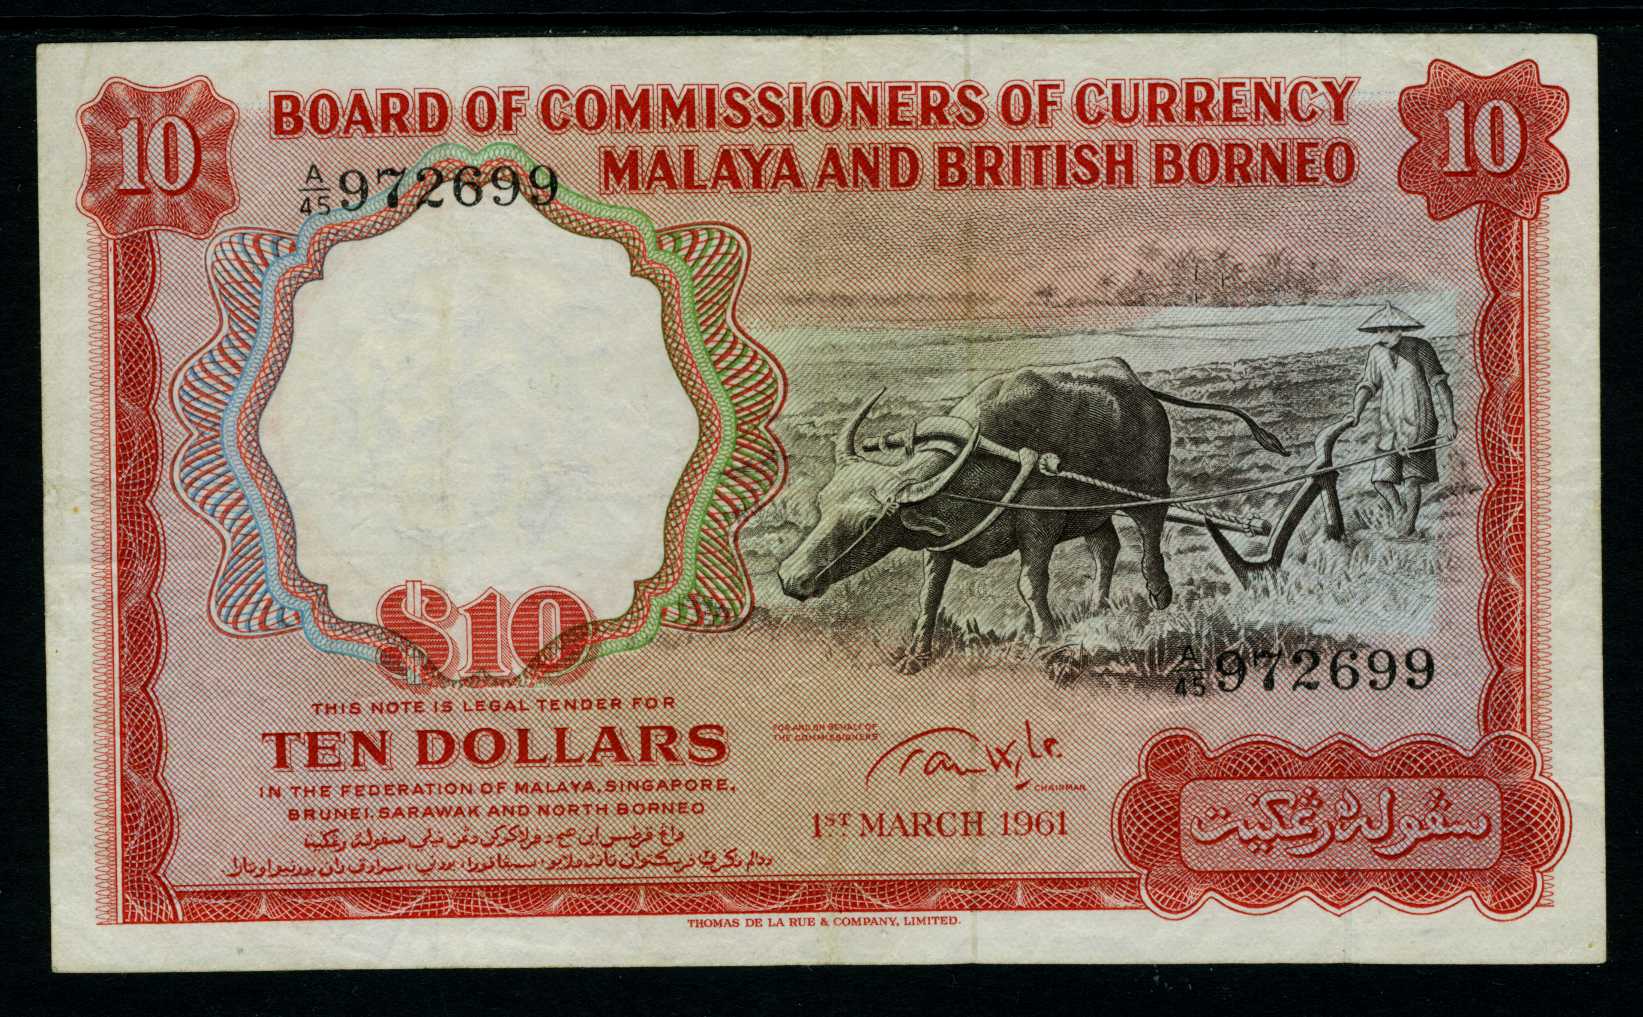 10
BOARD OF COMMISSIONERS OF CURRENCY
MALAYA AND BRITISH BORNEO
10
A/45 972699
$10
A/45 972699
THIS NOTE IS LEGAL TENDER FOR
TEN DOLLARS
IN THE FEDERATION OF MALAYA, SINGAPORE,
BRUNEI, SARAWAK AND NORTH BORNEO
FOR AND ON BEHALF OF
THE COMMISSIONERS
CHAIRMAN
1ST MARCH 1961
سڤوله رڠݢيت
THOMAS DE LA RUE & COMPANY, LIMITED.